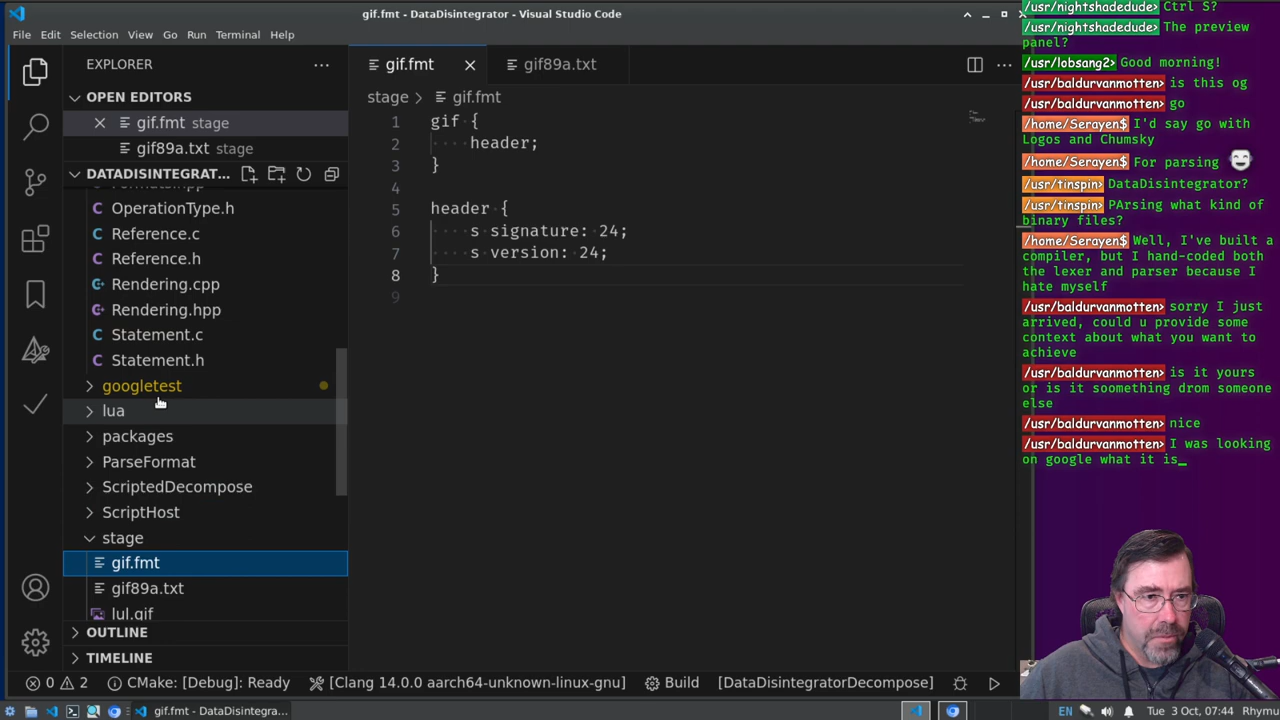 gif.fmt - DataDisintegrator - Visual Studio Code
File Edit Selection View Go Run Terminal Help
EXPLORER
OPEN EDITORS
gif.fmt stage
gif89a.txt stage
DATADISINTEGRAT...
OperationType.h
Reference.c
Reference.h
Rendering.cpp
Rendering.hpp
Statement.c
Statement.h
googletest
lua
packages
ParseFormat
ScriptedDecompose
ScriptHost
stage
gif.fmt
gif89a.txt
lul.gif
OUTLINE
TIMELINE
gif.fmt
gif89a.txt
stage > gif.fmt
1 gif {
2 ····header;
3 }
4
5 header·{
6 ····s signature:·24;
7 ····s version:·24;
8 }
9
0 2 CMake: [Debug]: Ready [Clang 14.0.0 aarch64-unknown-linux-gnu] Build [DataDisintegratorDecompose]
gif.fmt - DataDisintegra...
EN
Tue 3 Oct, 07:44 Rhymu
/usr/nightshadedude> Ctrl S?
/usr/nightshadedude> The preview
panel?
/usr/lobsang2> Good morning!
/usr/baldurvanmotten> is this og
/usr/baldurvanmotten> go
/home/Serayen$ I'd say go with
Logos and Chumsky
/home/Serayen$ For parsing
/usr/tinspin> DataDisintegrator?
/usr/tinspin> PArsing what kind of
binary files?
/home/Serayen$ Well, I've built a
compiler, but I hand-coded both
the lexer and parser because I
hate myself
/usr/baldurvanmotten> sorry I just
arrived, could u provide some
context about what you want to
achieve
/usr/baldurvanmotten> is it yours
or is it soomething drom someone
else
/usr/baldurvanmotten> nice
/usr/baldurvanmotten> I was looking
on google what it is_